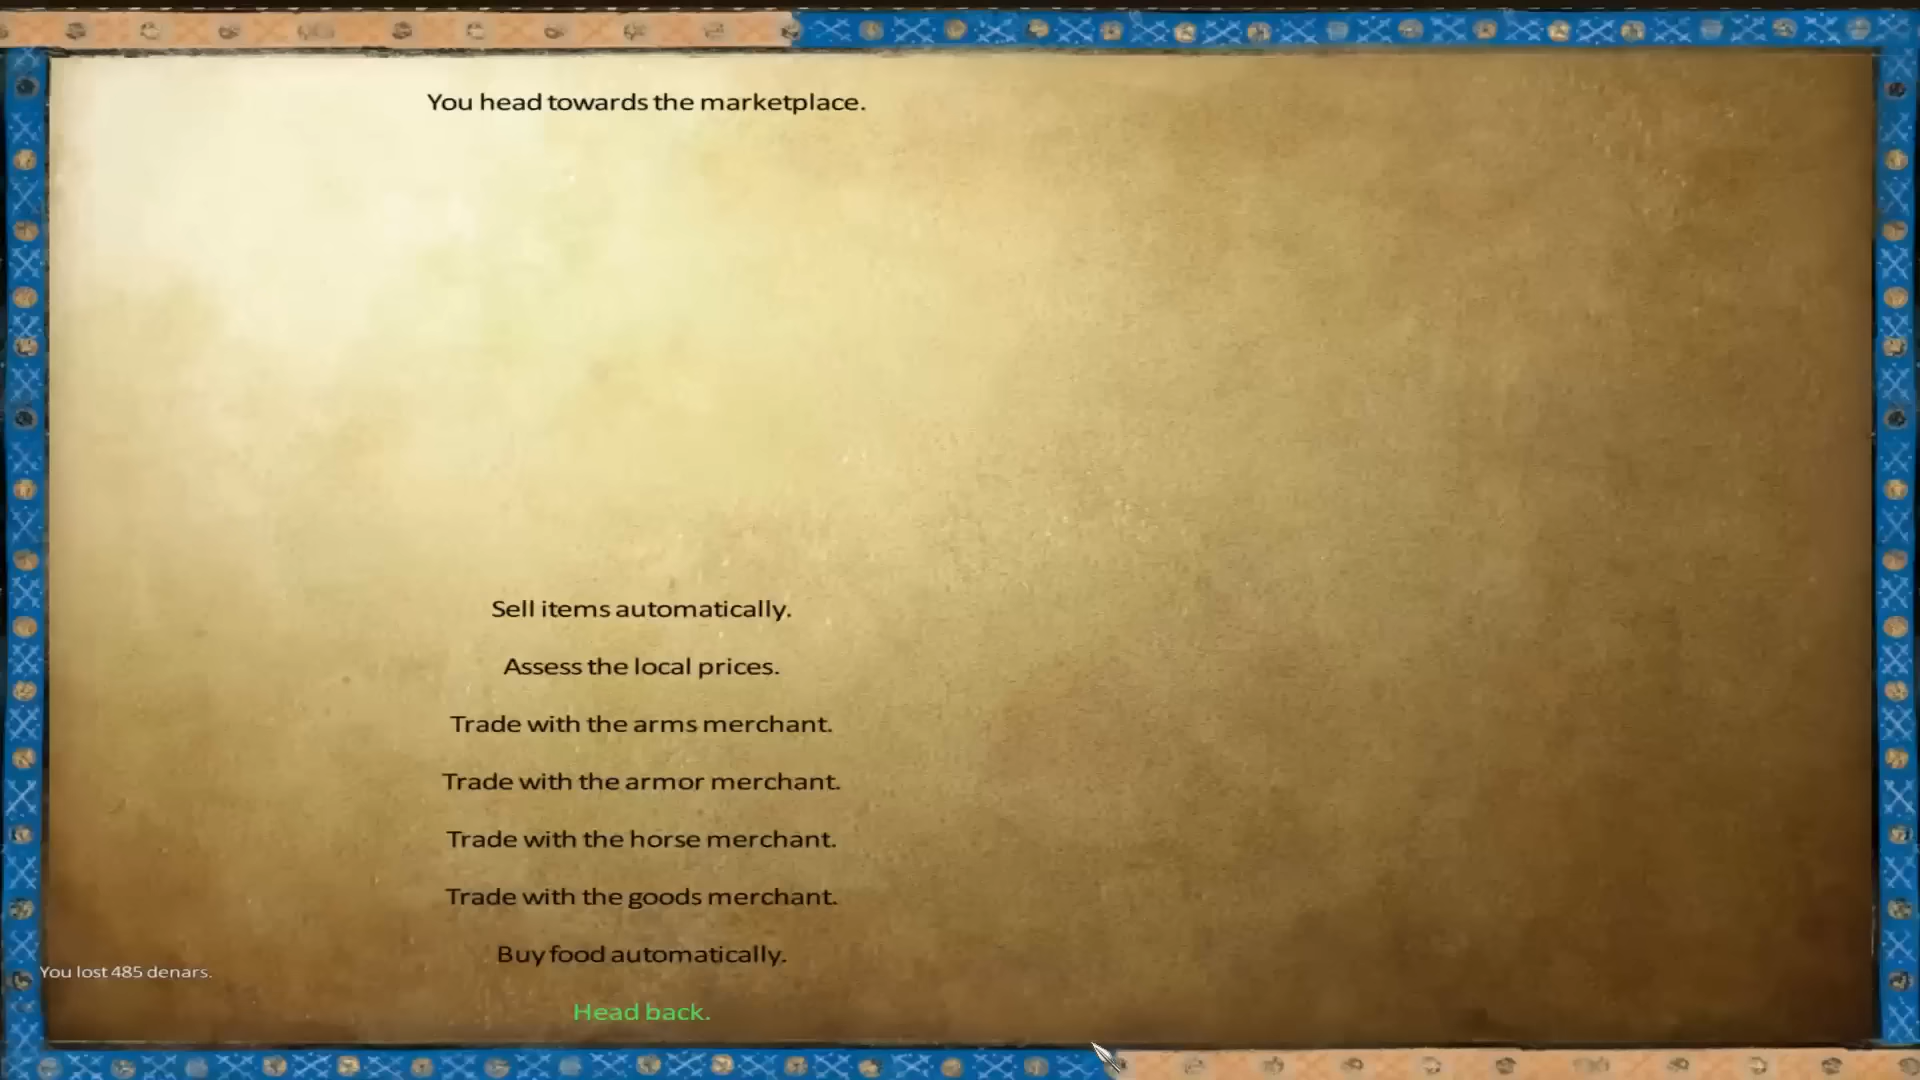 You head towards the marketplace.
Sell items automatically.
Assess the local prices.
Trade with the arms merchant.
Trade with the armor merchant.
Trade with the horse merchant.
Trade with the goods merchant.
Buy food automatically.
You lost 485 denars.
Head back.